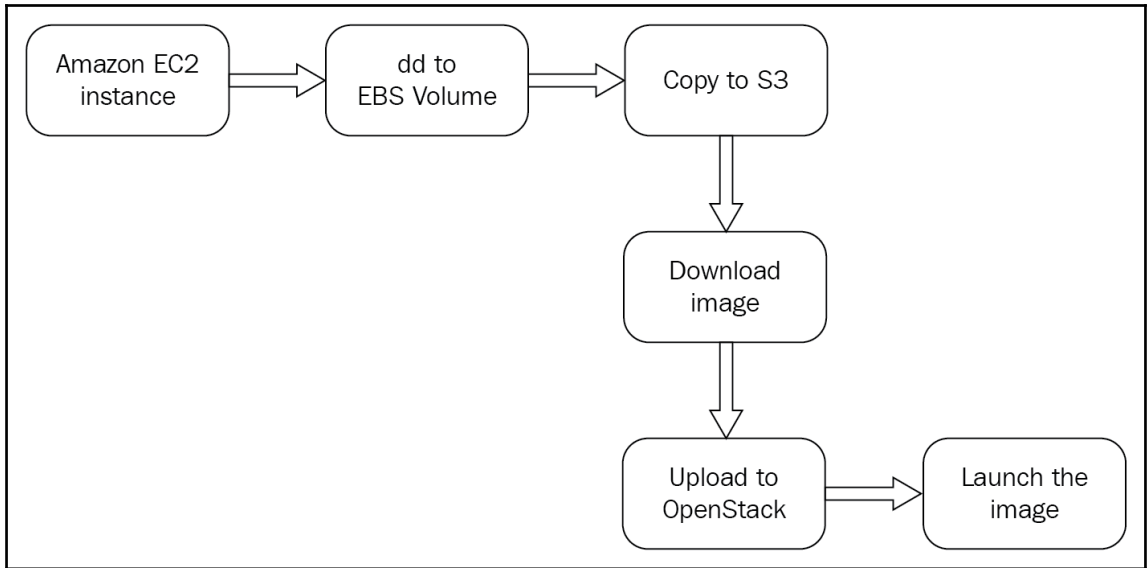 Amazon EC2
instance
dd to
EBS Volume
Copy to S3
Download
image
Upload to
OpenStack
Launch the
image